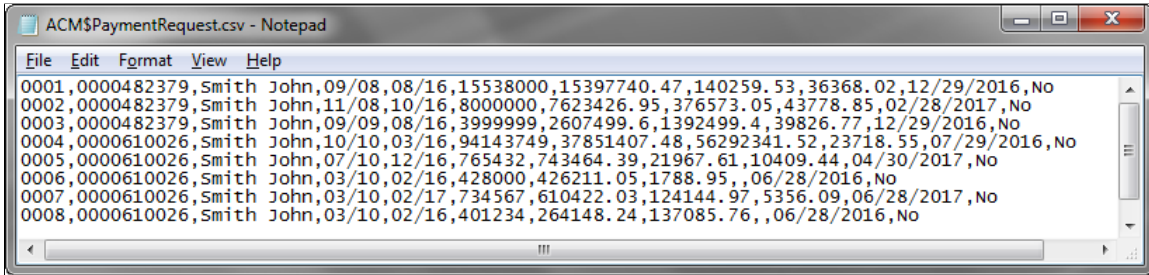 ACM$PaymentRequest.csv - Notepad
File Edit Format View Help
0001,0000482379,Smith John,09/08,08/16,15538000,15397740.47,140259.53,36368.02,12/29/2016,No
0002,0000482379,Smith John,11/08,10/16,8000000,7623426.95,376573.05,43778.85,02/28/2017,No
0003,0000482379,Smith John,09/09,08/16,3999999,2607499.6,1392499.4,39826.77,12/29/2016,No
0004,0000610026,Smith John,10/10,03/16,94143749,37851407.48,56292341.52,23718.55,07/29/2016,No
0005,0000610026,Smith John,07/10,12/16,765432,743464.39,21967.61,10409.44,04/30/2017,No
0006,0000610026,Smith John,03/10,02/16,428000,426211.05,1788.95,,06/28/2016,No
0007,0000610026,Smith John,03/10,02/17,734567,610422.03,124144.97,5356.09,06/28/2017,No
0008,0000610026,Smith John,03/10,02/16,401234,264148.24,137085.76,,06/28/2016,No